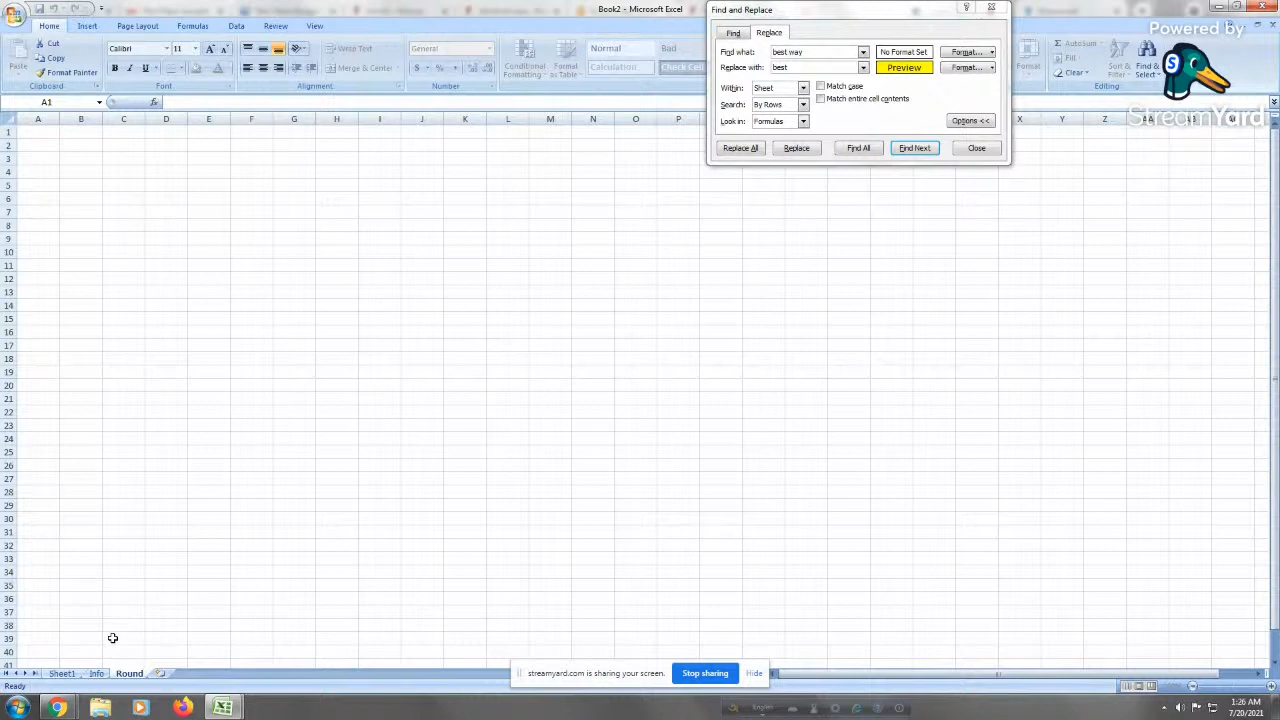 Book2 - Microsoft Excel
Home Insert Page Layout Formulas Data Review View
Cut
Copy
Format Painter
Clipboard
Calibri 11
B I U
Font
Wrap Text
Merge & Center
Alignment
General
$ % ,
Number
Conditional Formatting
Format as Table
Normal Bad
Check Cell
Format
AutoSum
Fill
Clear
Sort & Filter
Find & Select
Editing
Find and Replace
Find Replace
Find what: best way No Format Set Format...
Replace with: best Preview Format...
Within: Sheet Match case
Search: By Rows Match entire cell contents
Look in: Formulas Options <<
Replace All Replace Find All Find Next Close
Powered by
StreamYard
A1 fx
A B C D E F G H I J K L M N O P X Y Z
1
2
3
4
5
6
7
8
9
10
11
12
13
14
15
16
17
18
19
20
21
22
23
24
25
26
27
28
29
30
31
32
33
34
35
36
37
38
39
40
41
Sheet1 Info Round
streamyard.com is sharing your screen. Stop sharing Hide
Ready
English
1:26 AM
7/20/2021